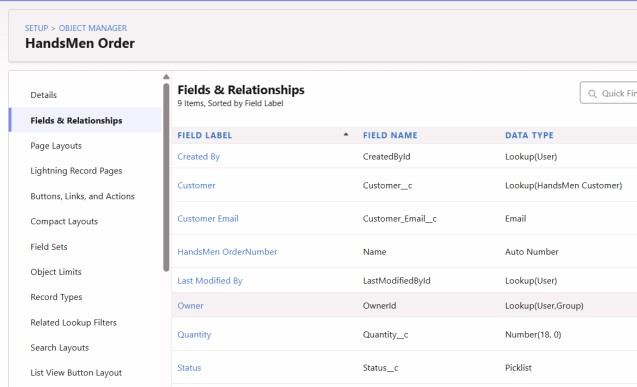 SETUP > OBJECT MANAGER
HandsMen Order
Details
Fields & Relationships
Page Layouts
Lightning Record Pages
Buttons, Links, and Actions
Compact Layouts
Field Sets
Object Limits
Record Types
Related Lookup Filters
Search Layouts
List View Button Layout
Fields & Relationships
9 Items, Sorted by Field Label
Quick Fin
FIELD LABEL FIELD NAME DATA TYPE
Created By CreatedById Lookup(User)
Customer Customer__c Lookup(HandsMen Customer)
Customer Email Customer_Email__c Email
HandsMen OrderNumber Name Auto Number
Last Modified By LastModifiedById Lookup(User)
Owner OwnerId Lookup(User,Group)
Quantity Quantity__c Number(18, 0)
Status Status__c Picklist